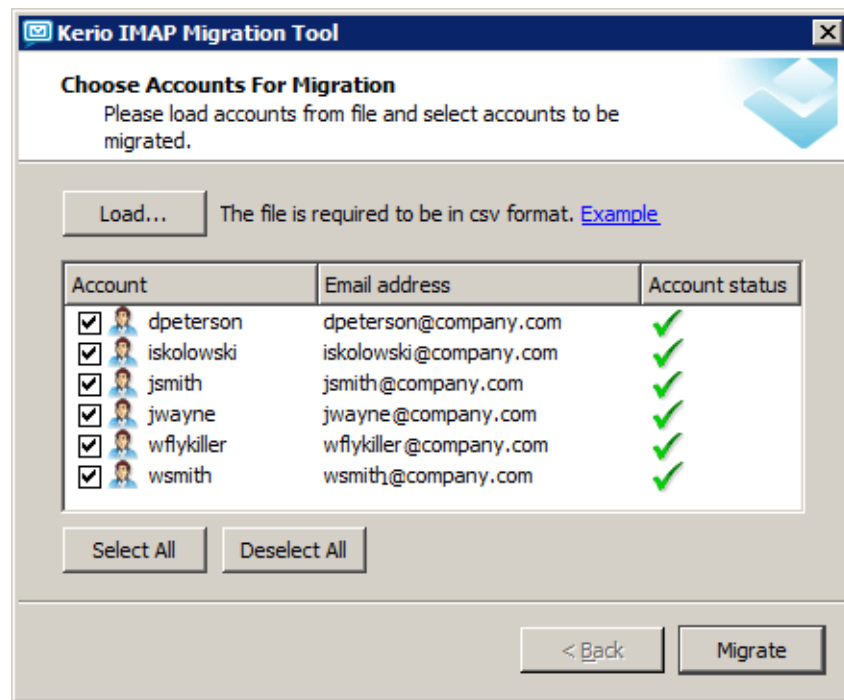 Kerio IMAP Migration Tool
Choose Accounts For Migration
Please load accounts from file and select accounts to be
migrated.
Load... The file is required to be in csv format. Example
Account Email address Account status
dpeterson dpeterson@company.com
iskolowski iskolowski@company.com
jsmith jsmith@company.com
jwayne jwayne@company.com
wflykiller wflykiller@company.com
wsmith wsmith@company.com
Select All Deselect All
< Back Migrate